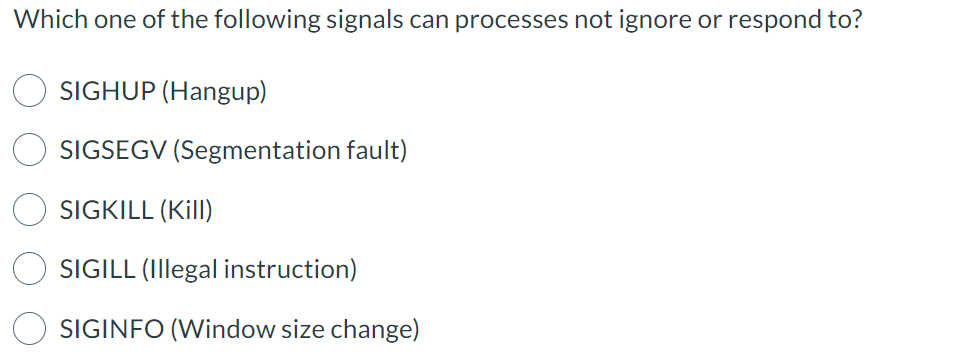 Which one of the following signals can processes not ignore or respond to?
SIGHUP (Hangup)
SIGSEGV (Segmentation fault)
SIGKILL (Kill)
SIGILL (Illegal instruction)
SIGINFO (Window size change)